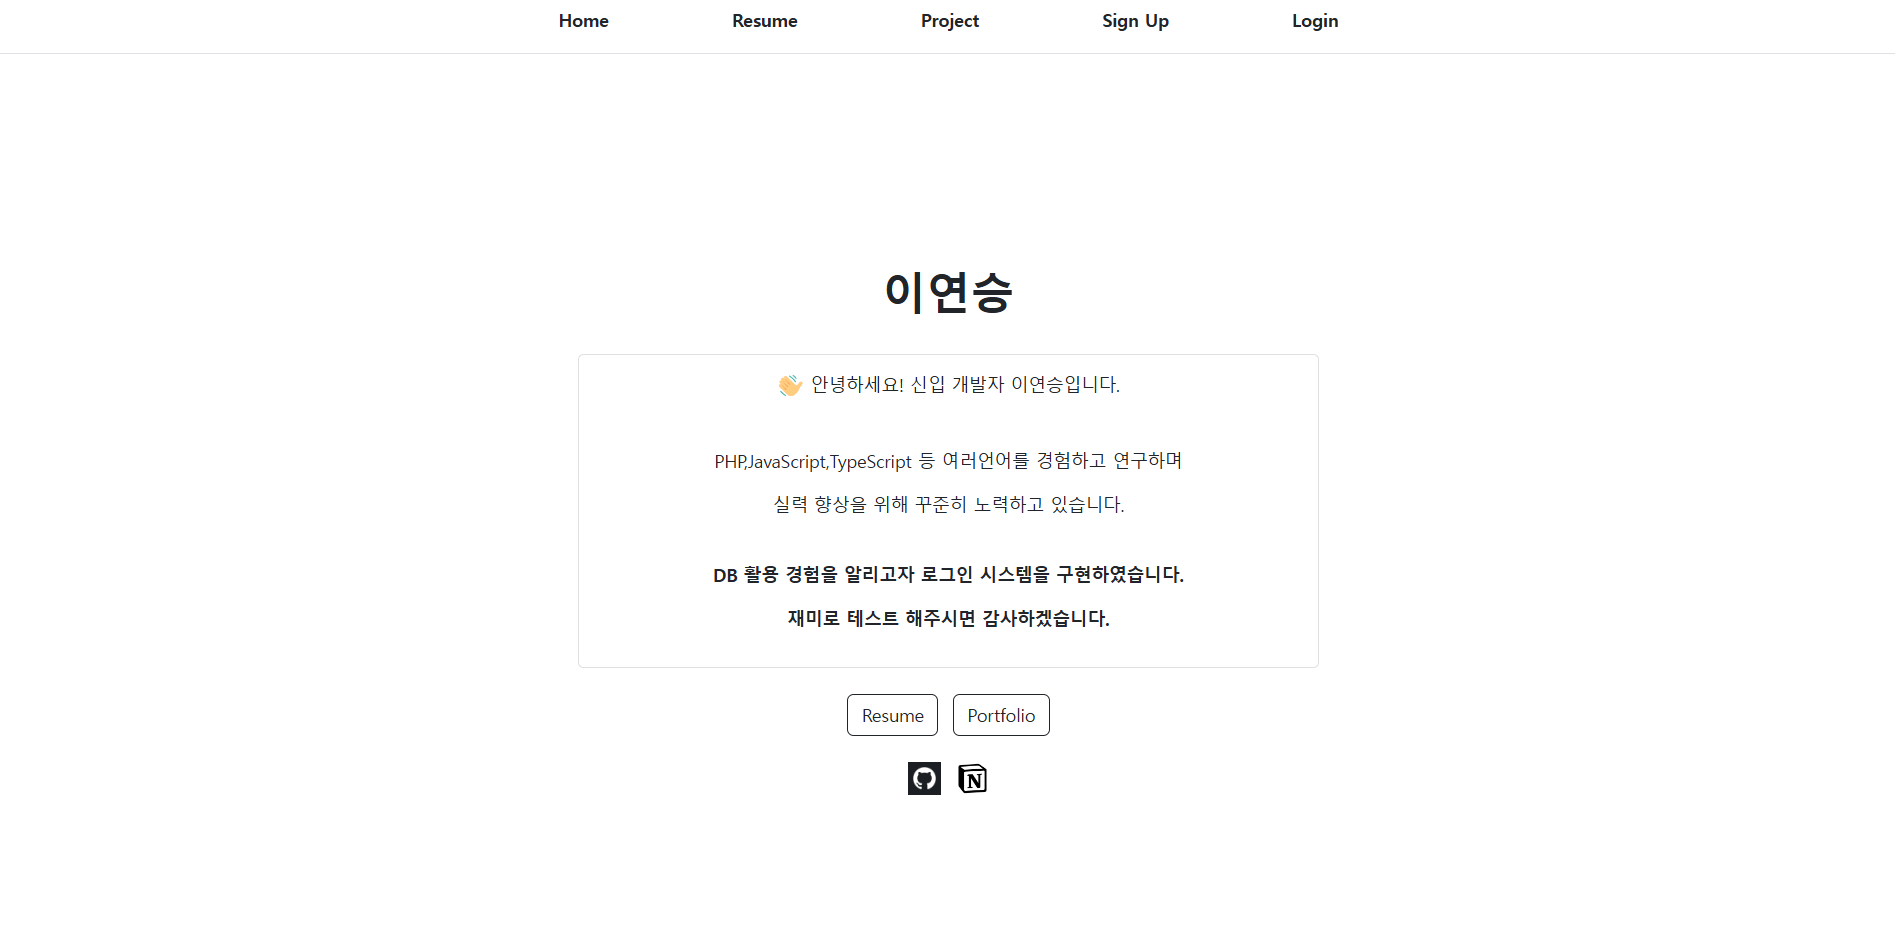 Home Resume Project Sign Up Login
이연승
👋 안녕하세요! 신입 개발자 이연승입니다.
PHP,JavaScript,TypeScript 등 여러언어를 경험하고 연구하며
실력 향상을 위해 꾸준히 노력하고 있습니다.
DB 활용 경험을 알리고자 로그인 시스템을 구현하였습니다.
재미로 테스트 해주시면 감사하겠습니다.
Resume Portfolio
N